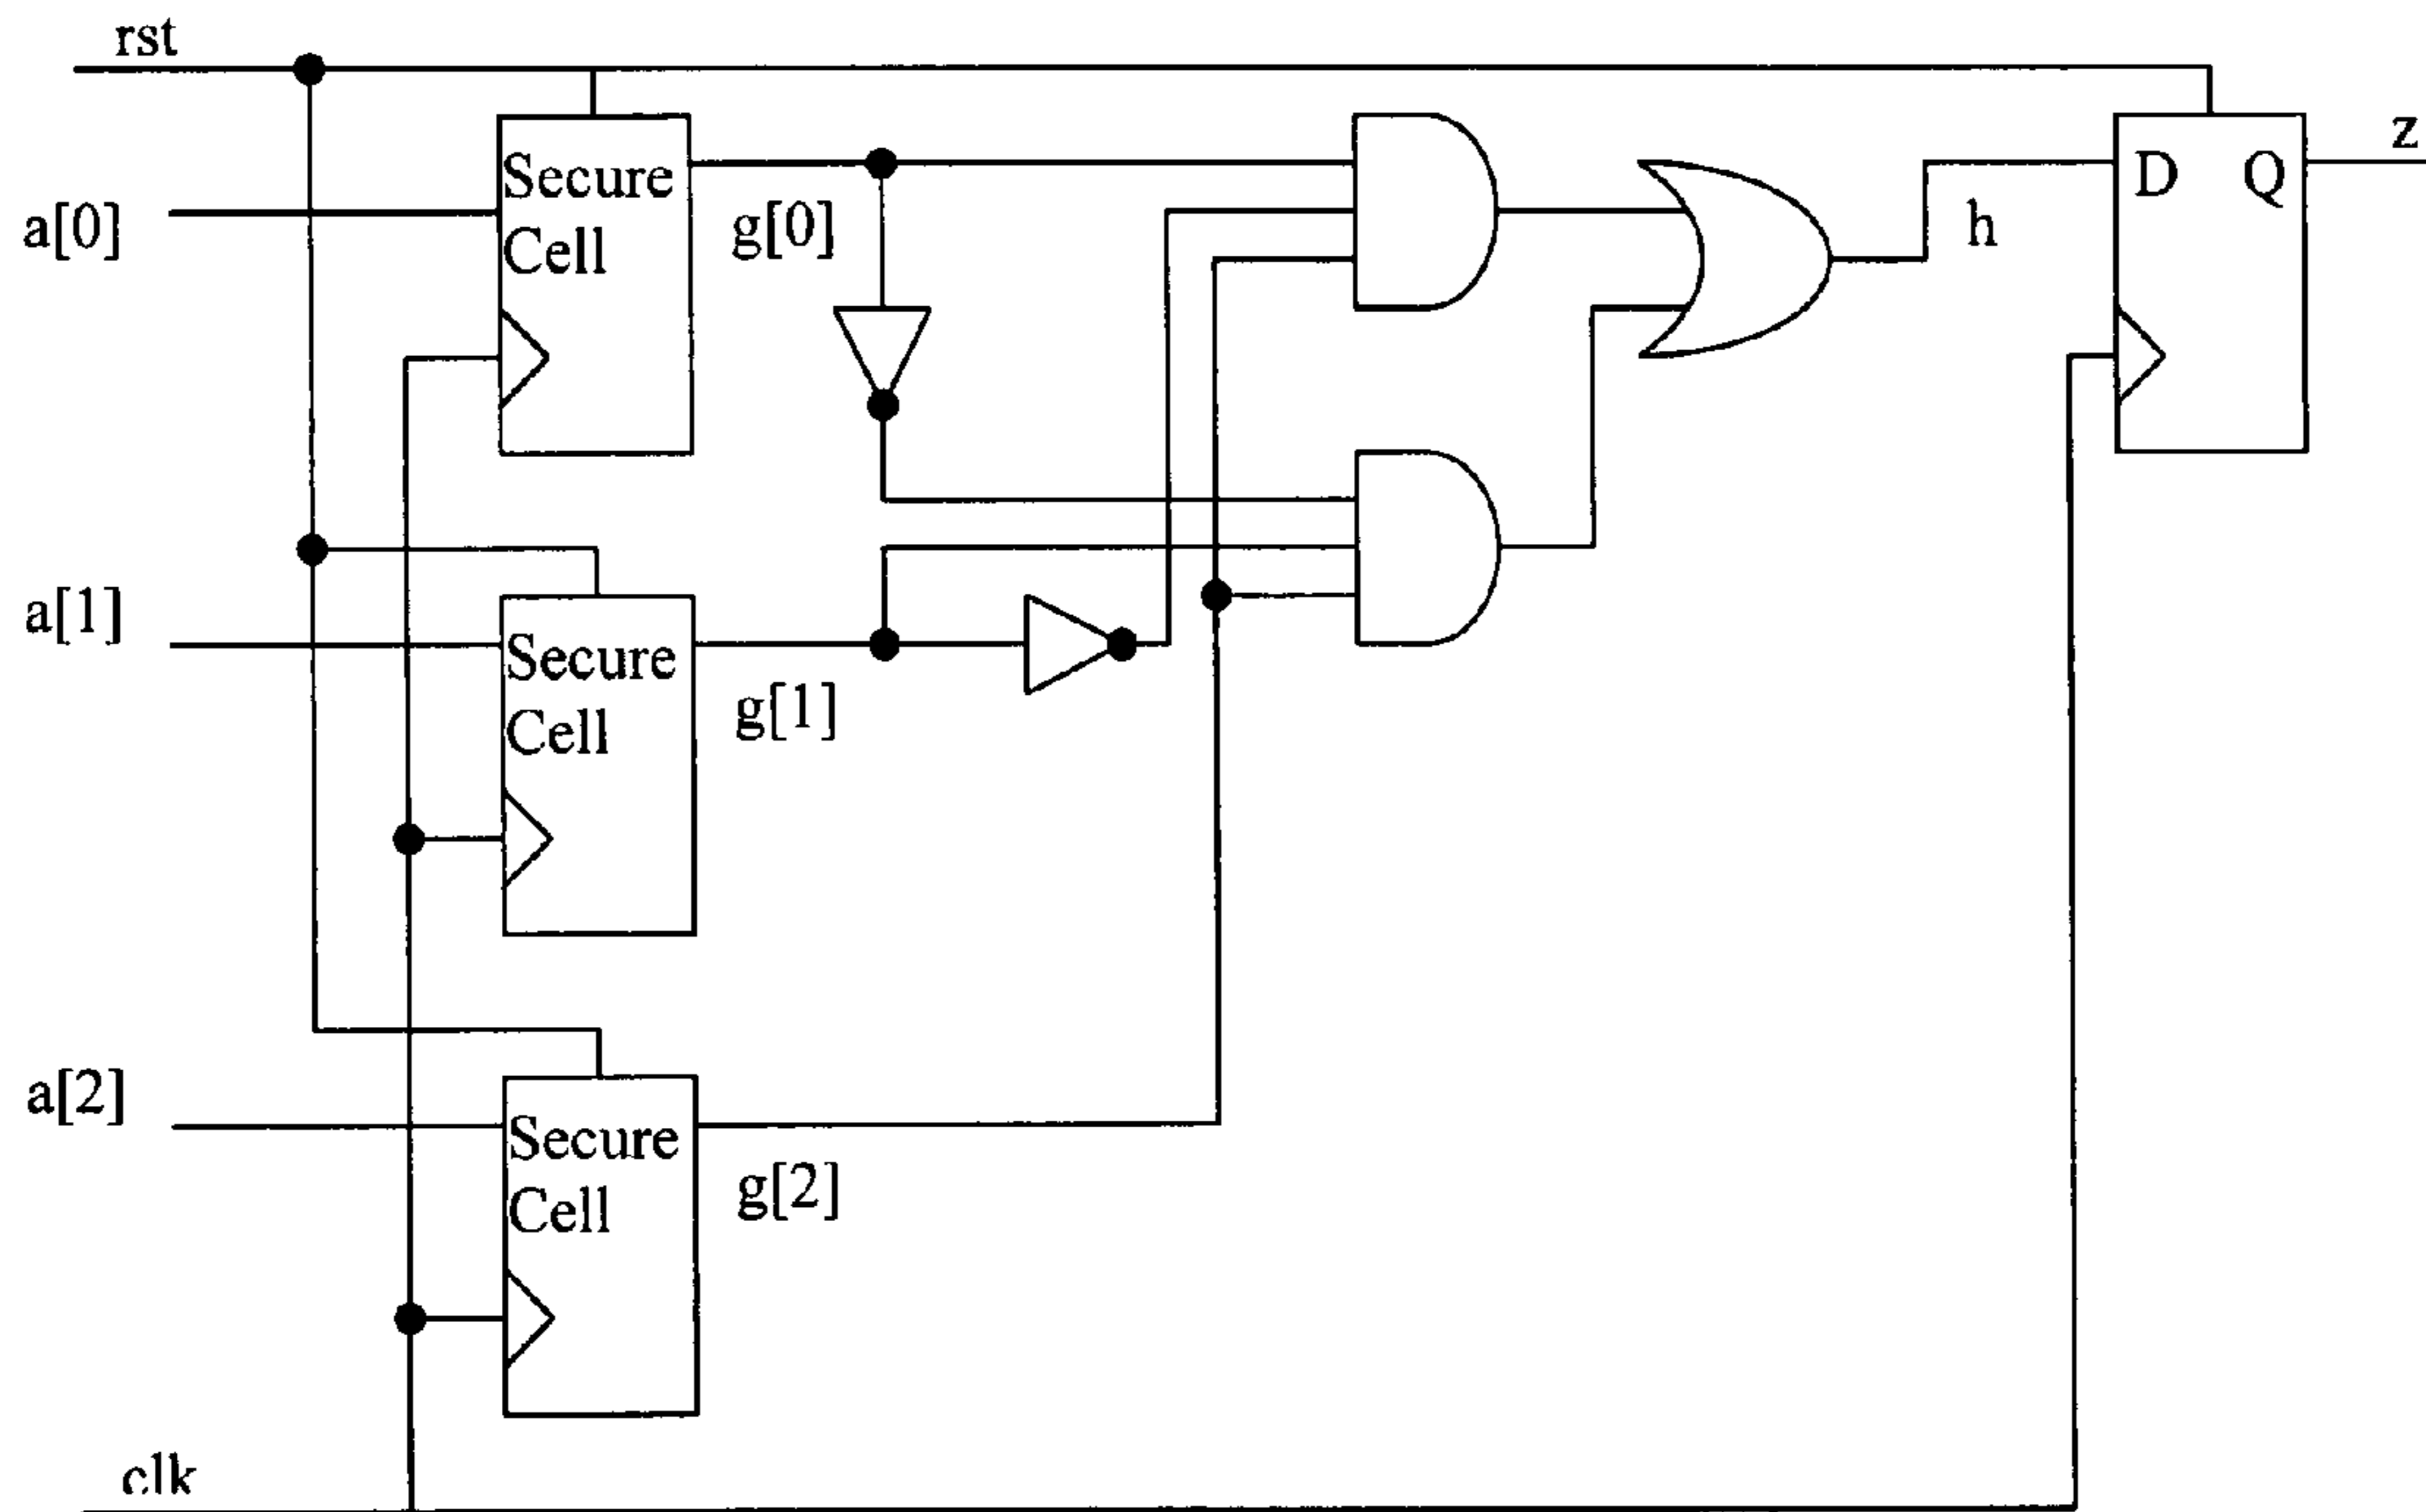 rst
a[0]
Secure
Cell
g[0]
h
D Q
z
a[1]
Secure
Cell
g[1]
a[2]
Secure
Cell
g[2]
clk